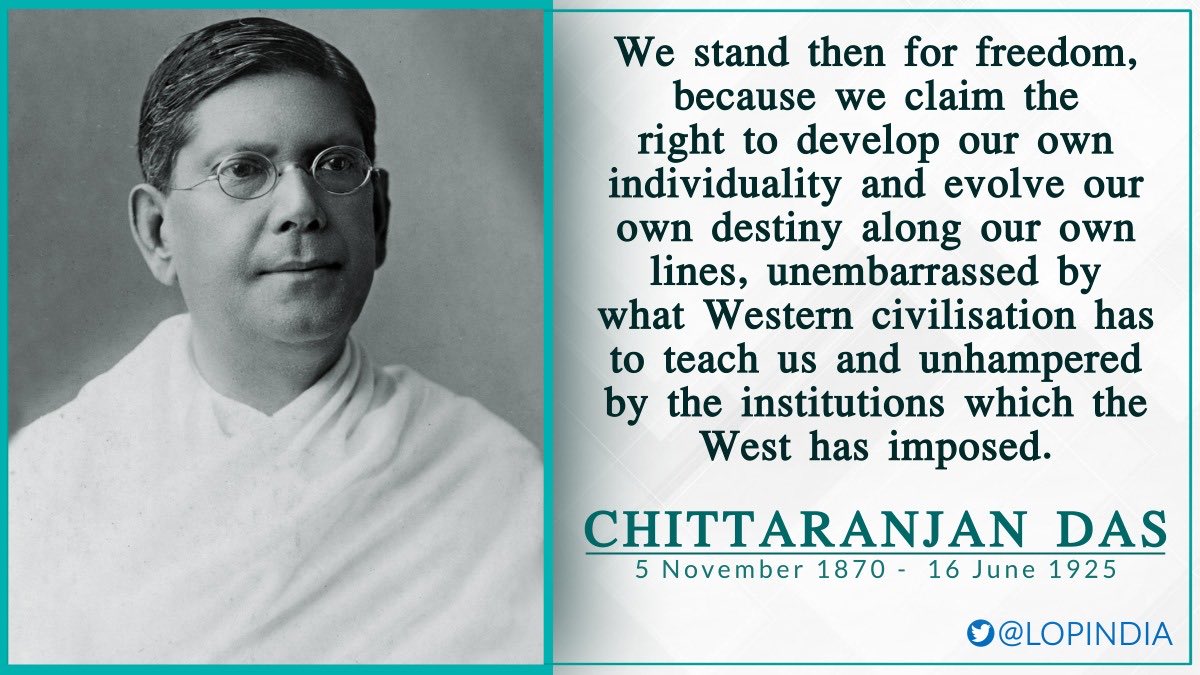 We stand then for freedom,
because we claim the
right to develop our own
individuality and evolve our
own destiny along our own
lines, unembarrassed by
what Western civilisation has
to teach us and unhampered
by the institutions which the
West has imposed.
CHITTARANJAN DAS
5 November 1870 - 16 June 1925
@LOPINDIA